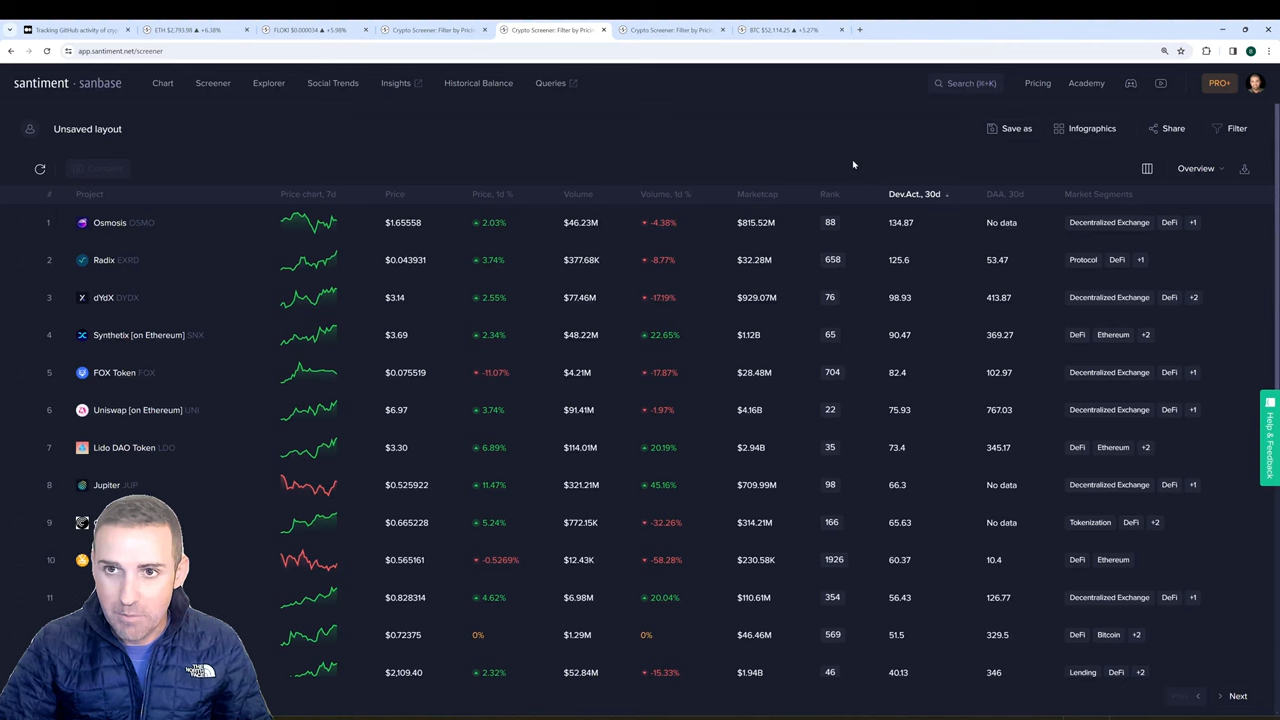 Tracking GitHub activity of cryp
ETH $2,793.98 ▲ +6.38%
FLOKI $0.000034 ▲ +5.98%
Crypto Screener: Filter by Pricin
Crypto Screener: Filter by Pricin
Crypto Screener: Filter by Pricin
BTC $52,114.25 ▲ +5.27%
app.santiment.net/screener
santiment · sanbase Chart Screener Explorer Social Trends Insights Historical Balance Queries Search (⌘+K) Pricing Academy PRO+
Unsaved layout Save as Infographics Share Filter
Compare Overview
# Project Price chart, 7d Price Price, 1d % Volume Volume, 1d % Marketcap Rank Dev.Act., 30d DAA, 30d Market Segments
1 Osmosis OSMO $1.65558 2.03% $46.23M -4.38% $815.52M 88 134.87 No data Decentralized Exchange DeFi +1
2 Radix EXRD $0.043931 3.74% $377.68K -8.77% $32.28M 658 125.6 53.47 Protocol DeFi +1
3 dYdX DYDX $3.14 2.55% $77.46M -17.19% $929.07M 76 98.93 413.87 Decentralized Exchange DeFi +2
4 Synthetix [on Ethereum] SNX $3.69 2.34% $48.22M 22.65% $1.12B 65 90.47 369.27 DeFi Ethereum +2
5 FOX Token FOX $0.075519 -11.07% $4.21M -17.87% $28.48M 704 82.4 102.97 Decentralized Exchange DeFi +1
6 Uniswap [on Ethereum] UNI $6.97 3.74% $91.41M -1.97% $4.16B 22 75.93 767.03 Decentralized Exchange DeFi +1
7 Lido DAO Token LDO $3.30 6.89% $114.01M 20.19% $2.94B 35 73.4 345.17 DeFi Ethereum +2
8 Jupiter JUP $0.525922 11.47% $321.21M 45.16% $709.99M 98 66.3 No data Decentralized Exchange DeFi +1
9 $0.665228 5.24% $772.15K -32.26% $314.21M 166 65.63 No data Tokenization DeFi +2
10 $0.565161 -0.5269% $12.43K -58.28% $230.58K 1926 60.37 10.4 DeFi Ethereum
11 $0.828314 4.62% $6.98M 20.04% $110.61M 354 56.43 126.77 Decentralized Exchange DeFi +1
$0.72375 0% $1.29M 0% $46.46M 569 51.5 329.5 DeFi Bitcoin +2
$2,109.40 2.32% $52.84M -15.33% $1.94B 46 40.13 346 Lending DeFi +2
Prev Next
Help & Feedback
THE NORTH FACE